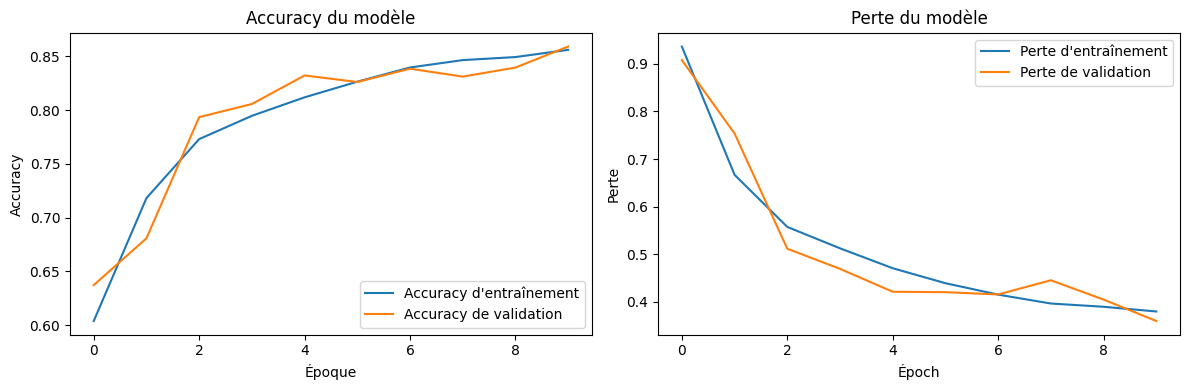 Accuracy du modèle
Accuracy
0.85
0.80
0.75
0.70
0.65
0.60
0 2 4 6 8
Époque
Accuracy d'entraînement
Accuracy de validation
Perte du modèle
Perte
0.9
0.8
0.7
0.6
0.5
0.4
0 2 4 6 8
Époch
Perte d'entraînement
Perte de validation